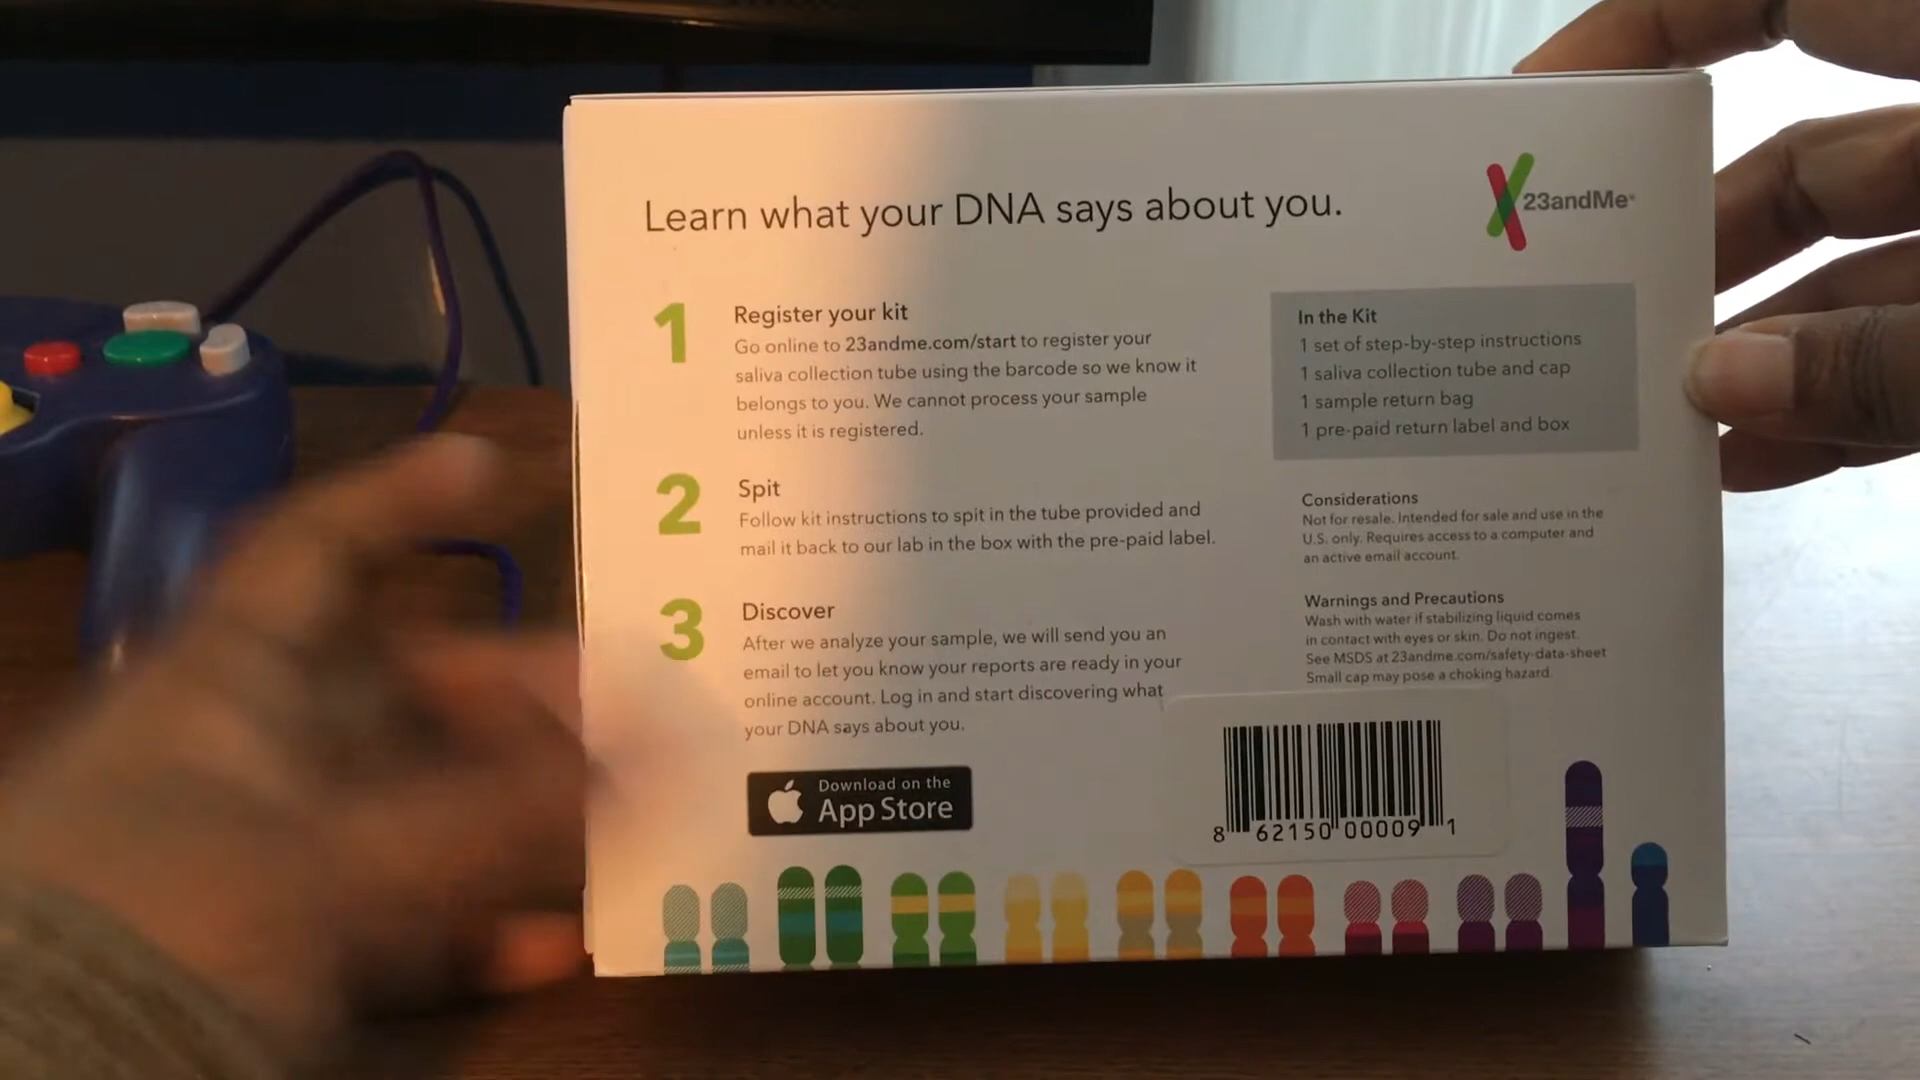 Learn what your DNA says about you.
23andMe
1
Register your kit
Go online to 23andme.com/start to register your
saliva collection tube using the barcode so we know it
belongs to you. We cannot process your sample
unless it is registered.
2
Spit
Follow kit instructions to spit in the tube provided and
mail it back to our lab in the box with the pre-paid label.
3
Discover
After we analyze your sample, we will send you an
email to let you know your reports are ready in your
online account. Log in and start discovering what
your DNA says about you.
Download on the
App Store
In the Kit
1 set of step-by-step instructions
1 saliva collection tube and cap
1 sample return bag
1 pre-paid return label and box
Considerations
Not for resale. Intended for sale and use in the
U.S. only. Requires access to a computer and
an active email account.
Warnings and Precautions
Wash with water if stabilizing liquid comes
in contact with eyes or skin. Do not ingest.
See MSDS at 23andme.com/safety-data-sheet
Small cap may pose a choking hazard.
8 62150 00009 1